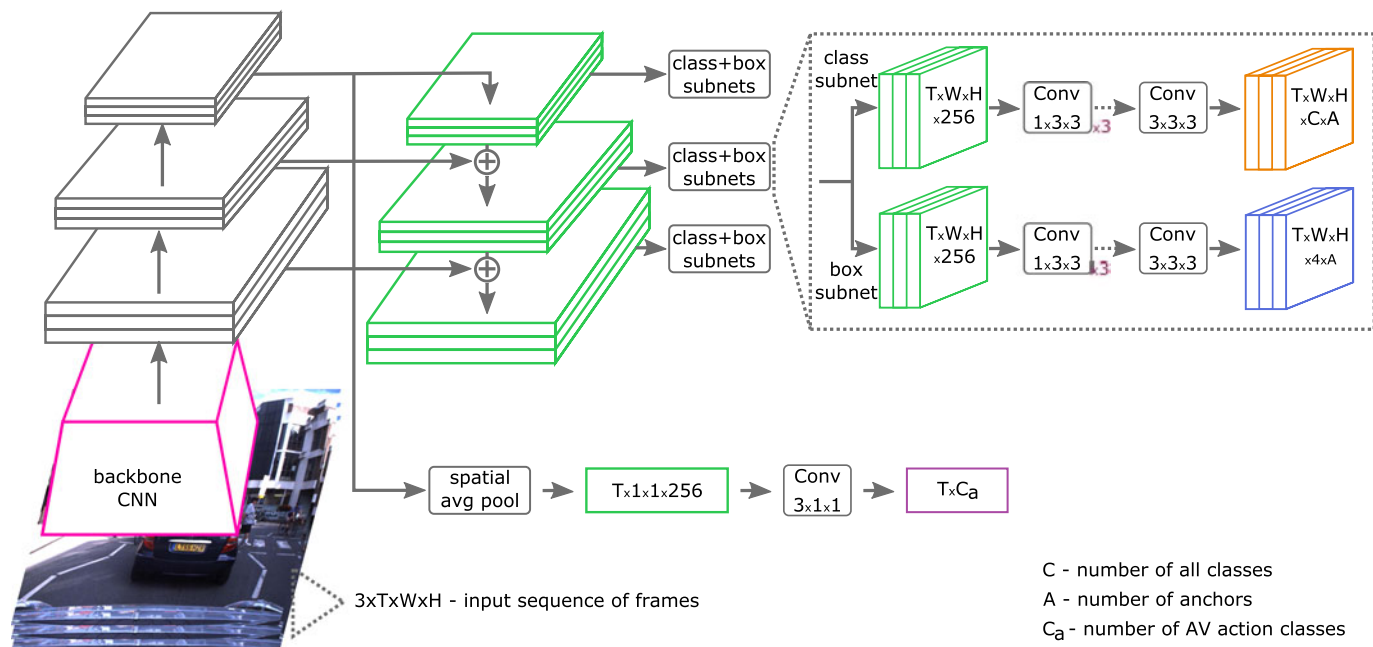 class+box
subnets
class+box
subnets
class+box
subnets
class
subnet
TxWxH
x256
Conv
1x3x3
x3
Conv
3x3x3
TxWxH
xCxA
box
subnet
TxWxH
x256
Conv
1x3x3
x3
Conv
3x3x3
TxWxH
x4xA
backbone
CNN
spatial
avg pool
Tx1x1x256
Conv
3x1x1
TxCa
3xTxWxH - input sequence of frames
C - number of all classes
A - number of anchors
Ca - number of AV action classes